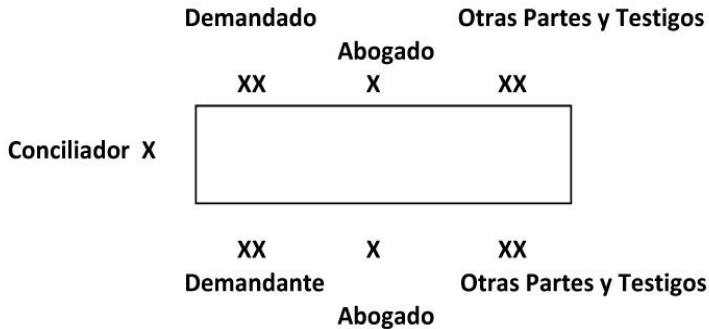 Demandado Otras Partes y Testigos
Abogado
XX X XX
Conciliador X
XX X XX
Demandante Otras Partes y Testigos
Abogado